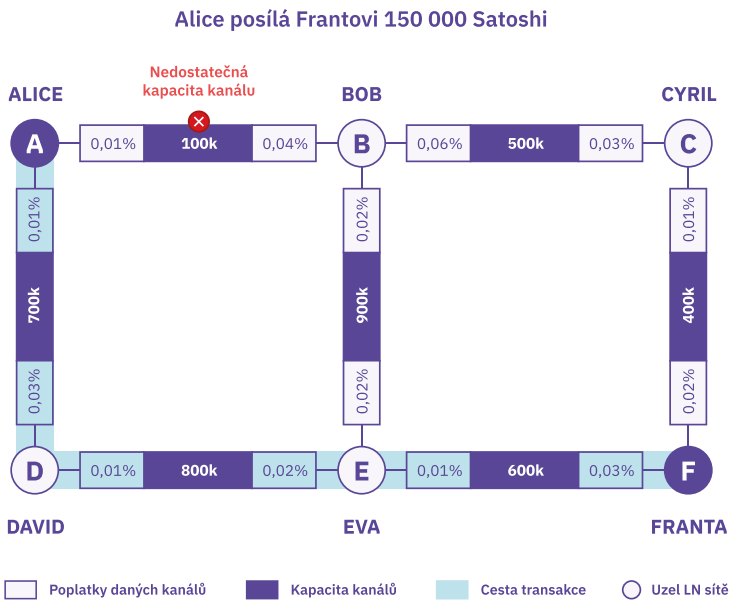 Alice posílá Frantovi 150 000 Satoshi
Nedostatečná
kapacita kanálu
ALICE
BOB
CYRIL
A
0,01%
100k
0,04%
B
0,06%
500k
0,03%
C
0,01%
700k
0,03%
0,02%
900k
0,02%
0,01%
400k
0,02%
D
0,01%
800k
0,02%
E
0,01%
600k
0,03%
F
DAVID
EVA
FRANTA
Poplatky daných kanálů
Kapacita kanálů
Cesta transakce
Uzel LN sítě